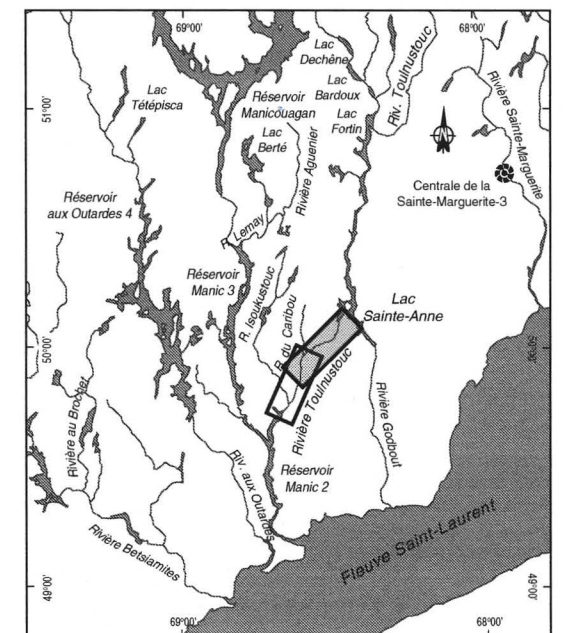 69°00'
68°00'
Lac
Dechêne
Riv. Toulnustouc
Lac
Bardoux
Lac
Tétépisca
51°00'
51°00'
Réservoir
Manicouagan
Lac
Fortin
Lac
Berté
Rivière Aguenier
Rivière Sainte-Marguerite
Centrale de la
Sainte-Marguerite-3
Réservoir
aux Outardes 4
R. Lemay
Réservoir
Manic 3
R. Isoukustouc
R. du Caribou
Lac
Sainte-Anne
50°00'
50°00'
Rivière Toulnustouc
Rivière Godbout
Rivière au Brochet
Riv. aux Outardes
Réservoir
Manic 2
Rivière Betsiamites
Fleuve Saint-Laurent
49°00'
49°00'
69°00'
68°00'